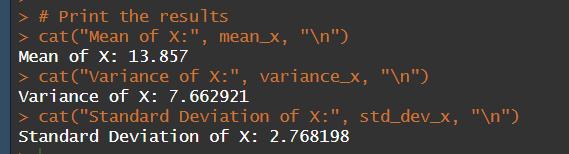 > # Print the results
> cat("Mean of X:", mean_x, "\n")
Mean of X: 13.857
> cat("Variance of X:", variance_x, "\n")
Variance of X: 7.662921
> cat("Standard Deviation of X:", std_dev_x, "\n")
Standard Deviation of X: 2.768198